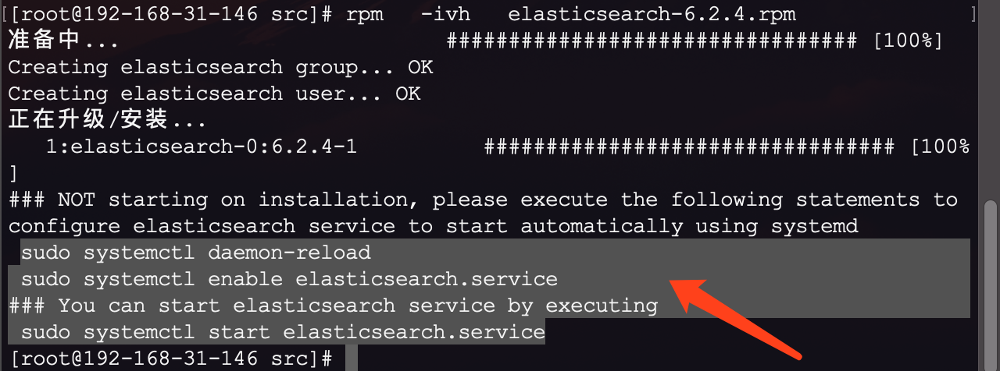 [[root@192-168-31-146 src]# rpm   -ivh   elasticsearch-6.2.4.rpm              ]
准备中...                          ################################# [100%]
Creating elasticsearch group... OK
Creating elasticsearch user... OK
正在升级/安装...
   1:elasticsearch-0:6.2.4-1          ################################# [100%
]
### NOT starting on installation, please execute the following statements to
configure elasticsearch service to start automatically using systemd
 sudo systemctl daemon-reload
 sudo systemctl enable elasticsearch.service
### You can start elasticsearch service by executing
 sudo systemctl start elasticsearch.service
[root@192-168-31-146 src]#